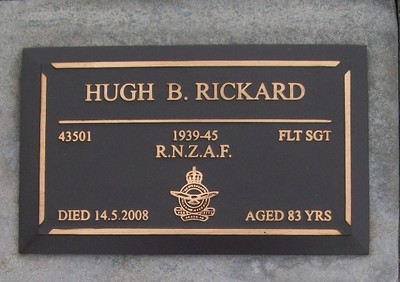 HUGH B. RICKARD
43501 1939-45 FLT SGT
R.N.Z.A.F.
DIED 14.5.2008 AGED 83 YRS